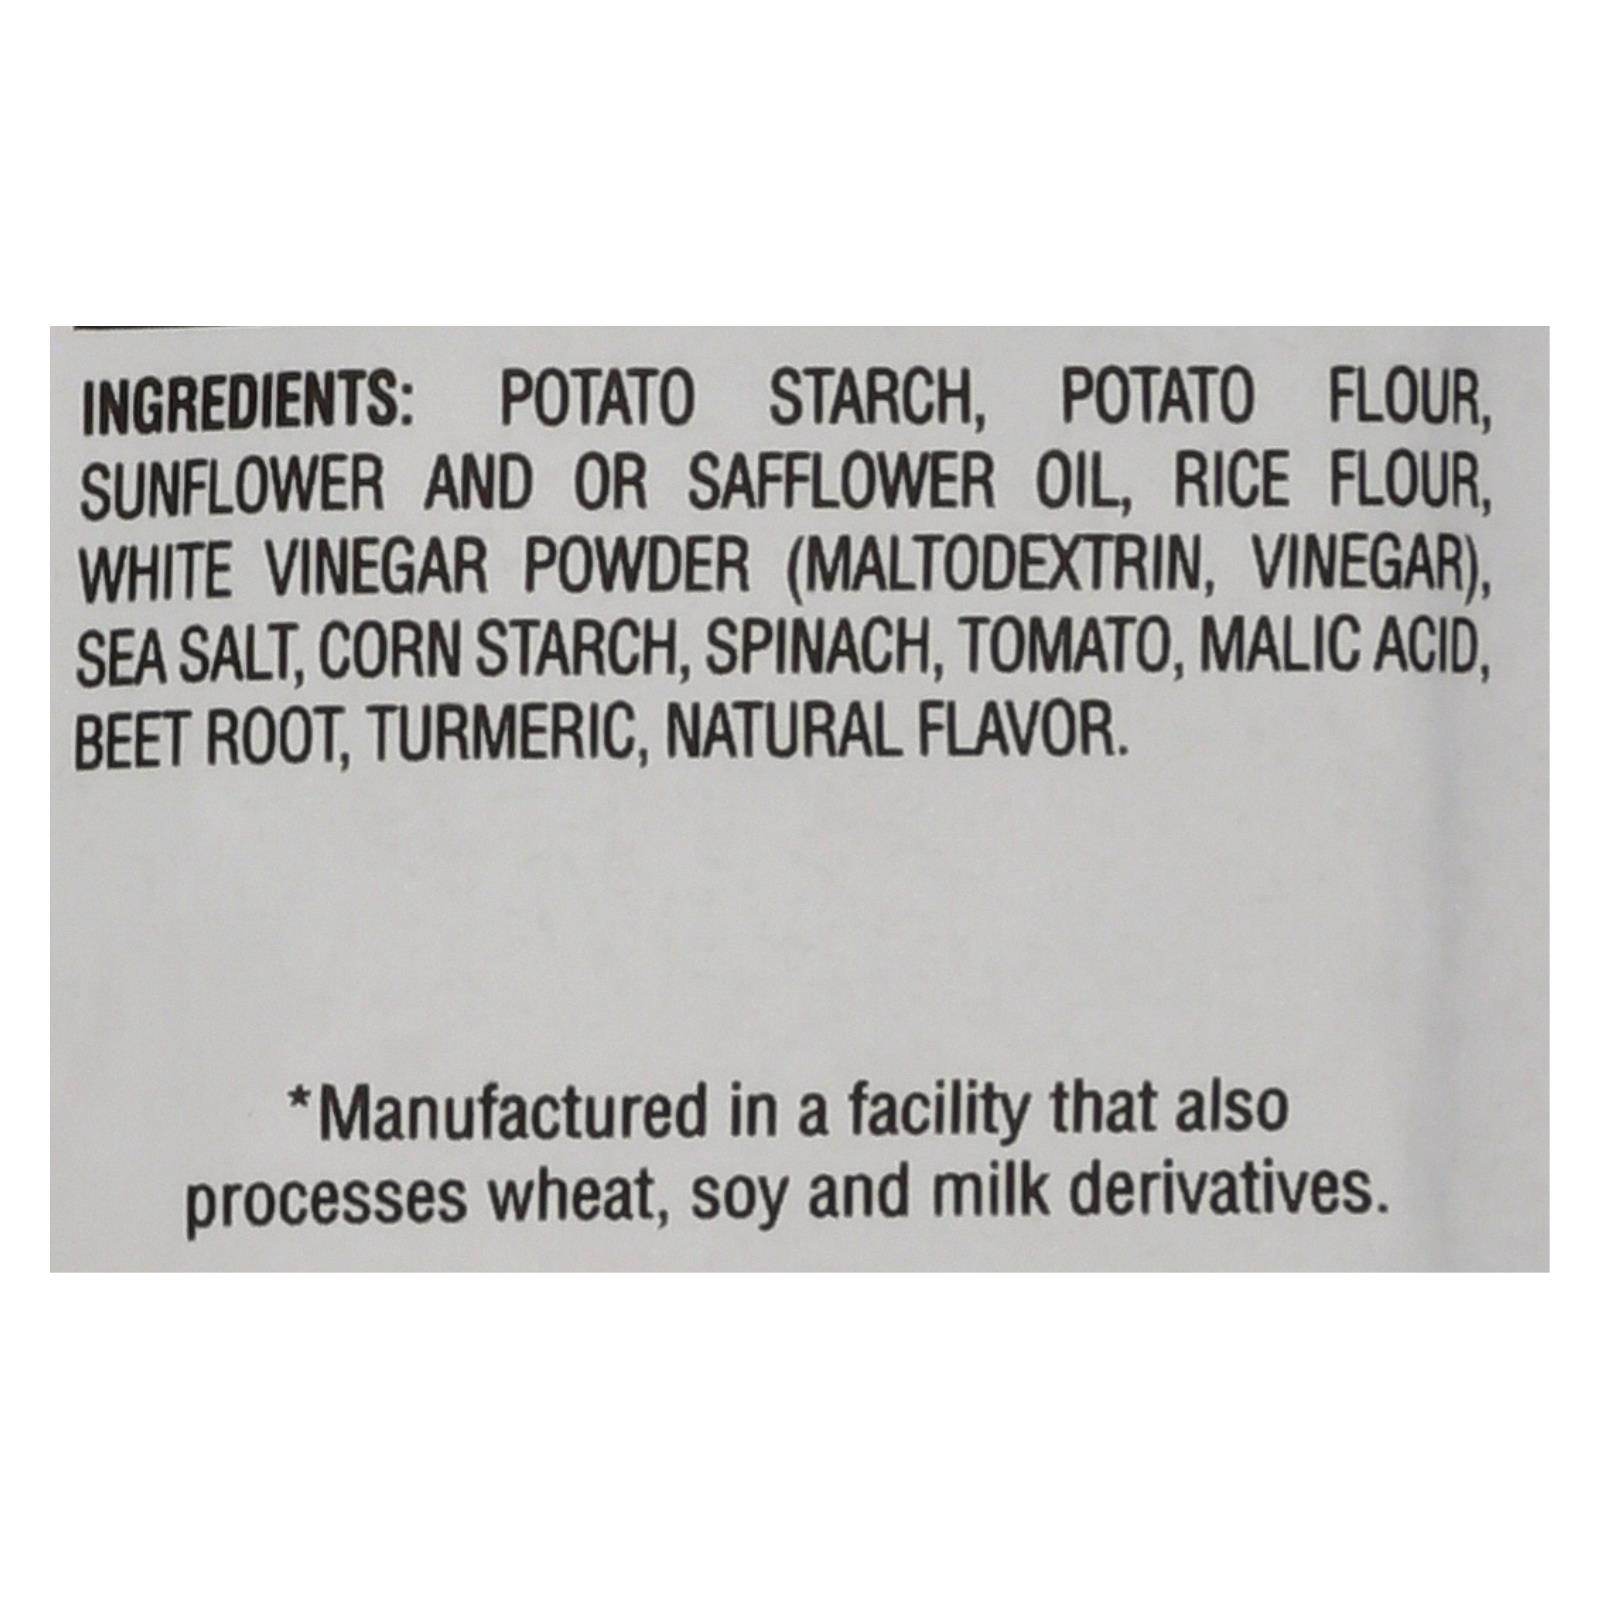 INGREDIENTS: POTATO STARCH, POTATO FLOUR,
SUNFLOWER AND OR SAFFLOWER OIL, RICE FLOUR,
WHITE VINEGAR POWDER (MALTODEXTRIN, VINEGAR),
SEA SALT, CORN STARCH, SPINACH, TOMATO, MALIC ACID,
BEET ROOT, TURMERIC, NATURAL FLAVOR.
*Manufactured in a facility that also
processes wheat, soy and milk derivatives.